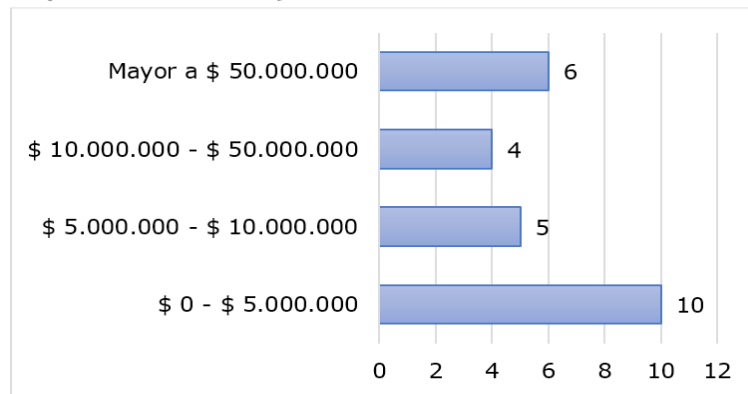 Mayor a $ 50.000.000 6
$ 10.000.000 - $ 50.000.000 4
$ 5.000.000 - $ 10.000.000 5
$ 0 - $ 5.000.000 10
0 2 4 6 8 10 12